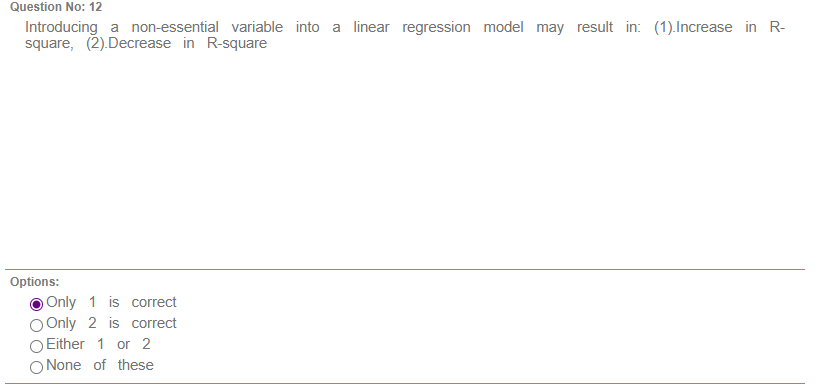 Question No: 12
Introducing a non-essential variable into a linear regression model may result in: (1).Increase in R-
square, (2).Decrease in R-square
Options:
Only 1 is correct
Only 2 is correct
Either 1 or 2
None of these